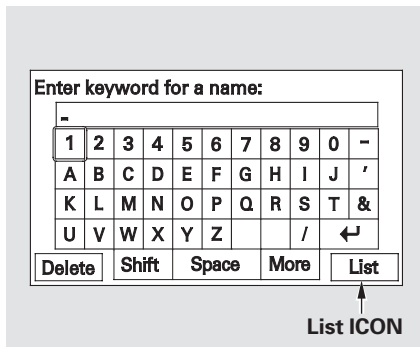 Enter keyword for a name:
-
1 2 3 4 5 6 7 8 9 0 -
A B C D E F G H I J '
K L M N O P Q R S T &
U V W X Y Z / ↵
Delete Shift Space More List
List ICON